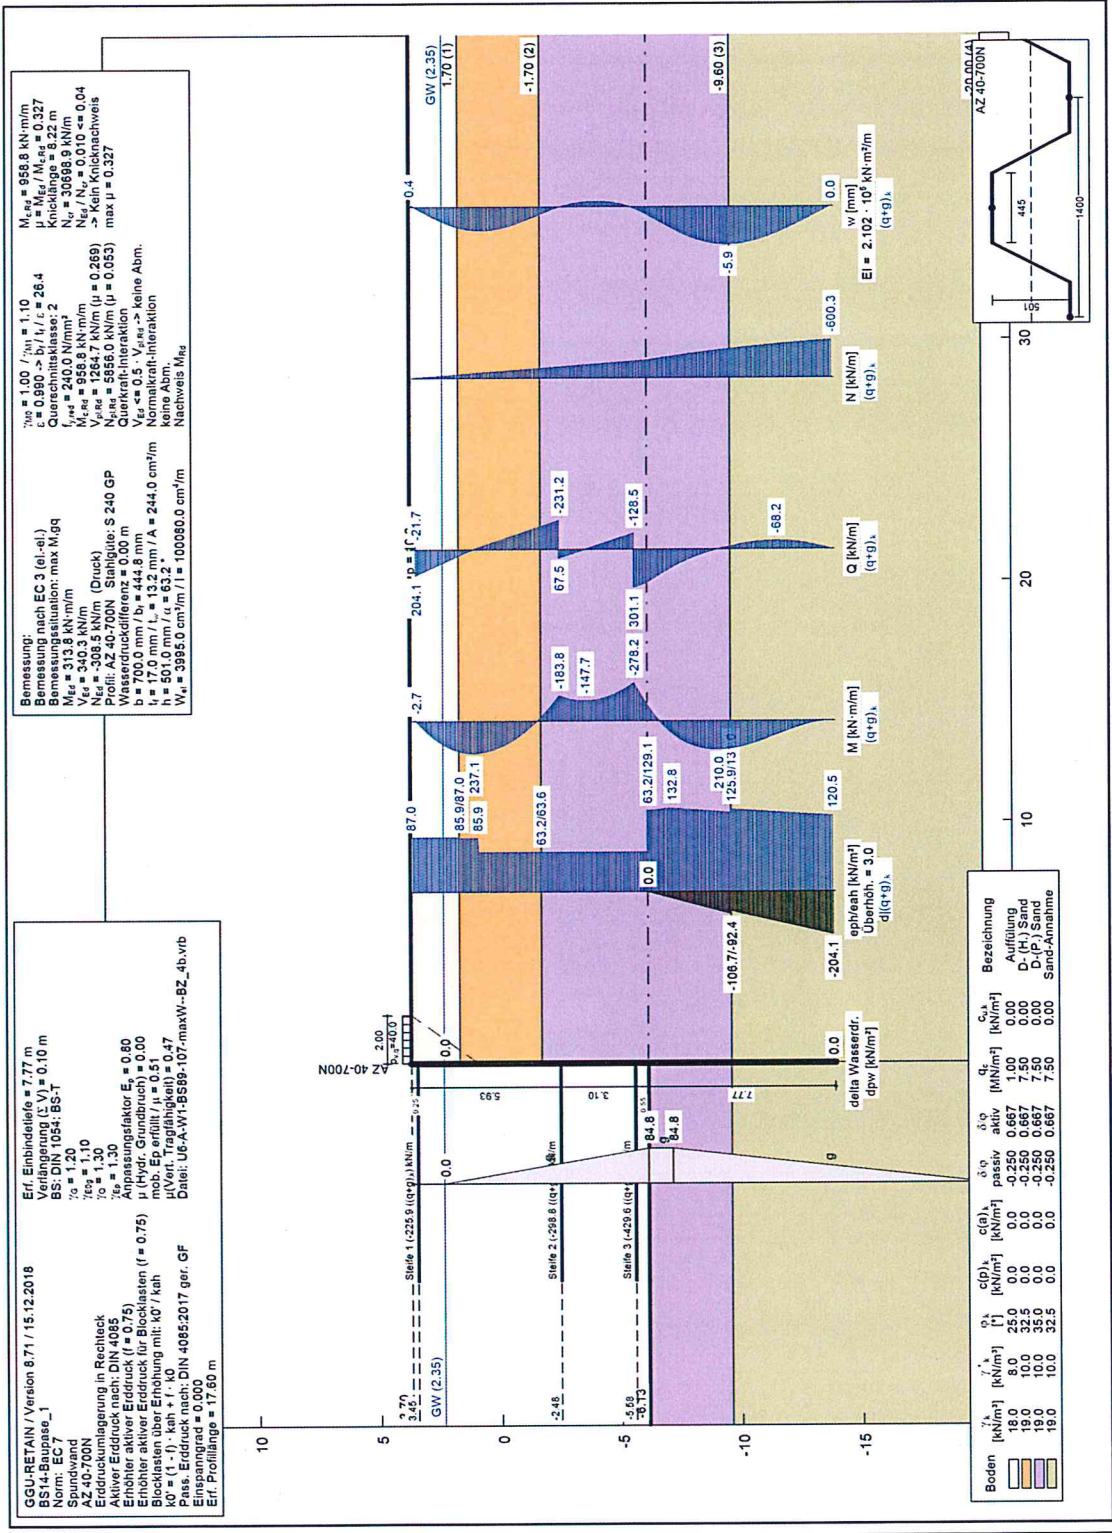 GGU-RETAIN / Version 8.71 / 15.12.2018
BS14-Baupase_1
Norm: EC 7
Spundwand
AZ 40-700N
Erddruckumlagerung in Rechteck
Aktiver Erddruck nach: DIN 4085
Erhöhter aktiver Erddruck (f = 0.75)
Erhöhter aktiver Erddruck für Blocklasten (f = 0.75)
Blocklasten über Erhöhung mit: k0' / kah
k0' = (1 - f) · kah + f · k0
Pass. Erddruck nach: DIN 4085:2017 ger. GF
Einspanngrad = 0.000
Erf. Profillänge = 17.60 m
Erf. Einbindetiefe = 7.77 m
Verlängerung (Σ V) = 0.10 m
BS: DIN 1054: BS-T
γG = 1.20
γE0g = 1.10
γQ = 1.30
γEp = 1.30
Anpassungsfaktor Ep = 0.80
μ (Hydr. Grundbruch) = 0.00
mob. Ep erfüllt / μ = 0.51
μ(Vert. Tragfähigkeit) = 0.47
Datei: U6-A-W1-BS89-107-maxW--BZ_4b.vrb
Bemessung:
Bemessung nach EC 3 (el.-el.)
Bemessungssituation: max M,gq
MEd = 313.8 kN·m/m
VEd = 340.3 kN/m
NEd = -308.5 kN/m (Druck)
Profil: AZ 40-700N Stahlgüte: S 240 GP
Wasserdruckdifferenz = 0.00 m
b = 700.0 mm / bf = 444.8 mm
tf = 17.0 mm / tw = 13.2 mm / A = 244.0 cm²/m
h = 501.0 mm / α = 63.2 °
Wel = 3995.0 cm³/m / I = 100080.0 cm⁴/m
γM0 = 1.00 / γM1 = 1.10
ε = 0.990 -> bf / tf / ε = 26.4
Querschnittsklasse: 2
fy,red = 240.0 N/mm²
Mc,Rd = 958.8 kN·m/m
Vpl,Rd = 1264.7 kN/m (μ = 0.269)
Npl,Rd = 5856.0 kN/m (μ = 0.053)
Querkraft-Interaktion
VEd <= 0.5 · Vpl,Rd -> keine Abm.
Normalkraft-Interaktion
keine Abm.
Nachweis MRd
Mc,Rd = 958.8 kN·m/m
μ = MEd / Mc,Rd = 0.327
Knicklänge = 8.22 m
Ncr = 30698.9 kN/m
NEd / Ncr = 0.010 <= 0.04
-> Kein Knicknachweis
max μ = 0.327
10
5
0
-5
-10
-15
3.45
GW (2.35)
-2.48
-5.58
-6.13
Steife 1 (-225.9 ((q+g)k) kN/m
Steife 2 (-298.8 ((q+g
Steife 3 (-429.6 ((q+
0.0
84.8
g
84.8
g
0.25
5.93
3.10
0.55
7.77
AZ 40-700N
2.00
pv,g=40.0
0.0
0.0
delta Wasserdr.
dpw [kN/m²]
87.0
85.9/87.0
85.9
63.2/63.6
63.2/129.1
132.8
120.5
0.0
-106.7/-92.4
-204.1
eph/eah [kN/m²]
Überhöh. = 3.0
d|(q+g)k
-2.7
237.1
-183.8
-147.7
-278.2
210.0
M [kN·m/m]
(q+g)k
204.1
-21.7
-231.2
67.5
-128.5
301.1
-68.2
Q [kN/m]
(q+g)k
-600.3
N [kN/m]
(q+g)k
0.4
-5.9
0.0
w [mm]
EI = 2.102 · 10⁵ kN·m²/m
(q+g)k
GW (2.35)
1.70 (1)
-1.70 (2)
-9.60 (3)
-20.00 (4)
10
20
30
AZ 40-700N
445
501
1400
Boden γk [kN/m³] γ'k [kN/m³] φk [°] c(p)k [kN/m²] c(a)k [kN/m²] δ/φ passiv δ/φ aktiv qc [MN/m²] cu,k [kN/m²] Bezeichnung
18.0 8.0 25.0 0.0 0.0 -0.250 0.667 1.00 0.00 Auffüllung
19.0 10.0 32.5 0.0 0.0 -0.250 0.667 7.50 0.00 D- (H.) Sand
19.0 10.0 35.0 0.0 0.0 -0.250 0.667 7.50 0.00 D-(P.) Sand
19.0 10.0 32.5 0.0 0.0 -0.250 0.667 7.50 0.00 Sand-Annahme